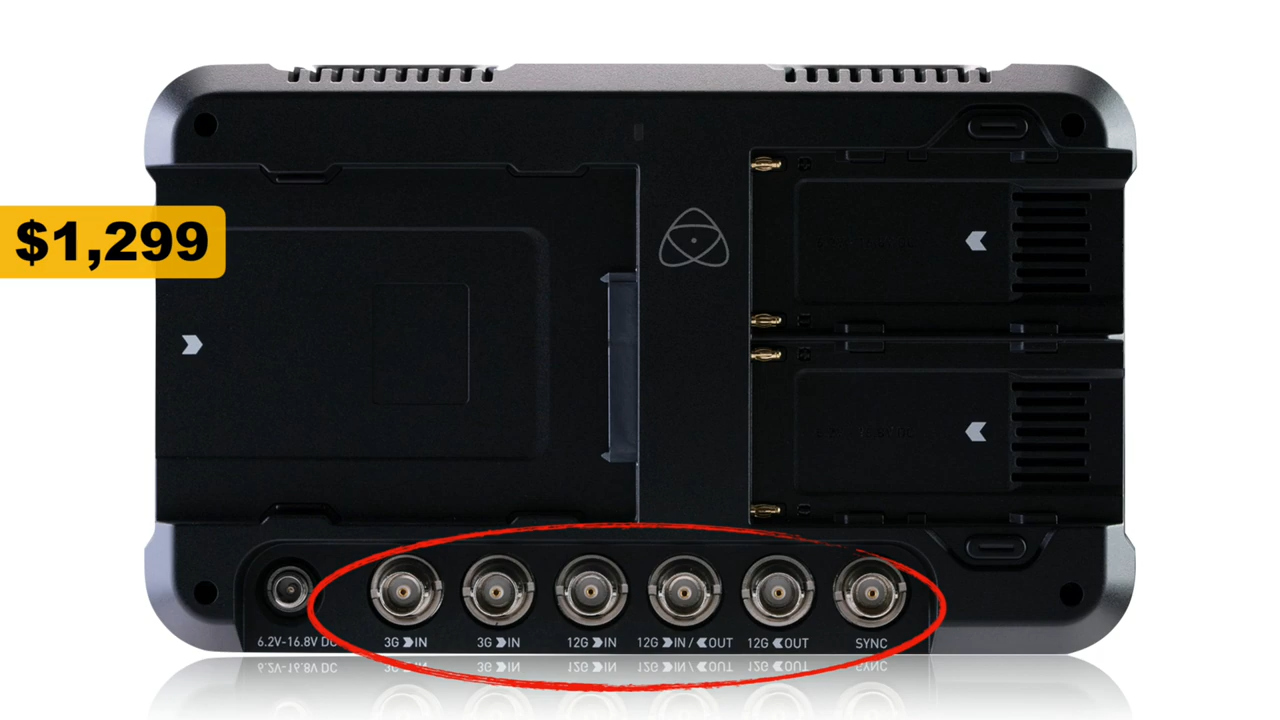 $1,299
6.2V-16.8V DC
3G IN
3G IN
12G IN
12G IN / OUT
12G OUT
SYNC